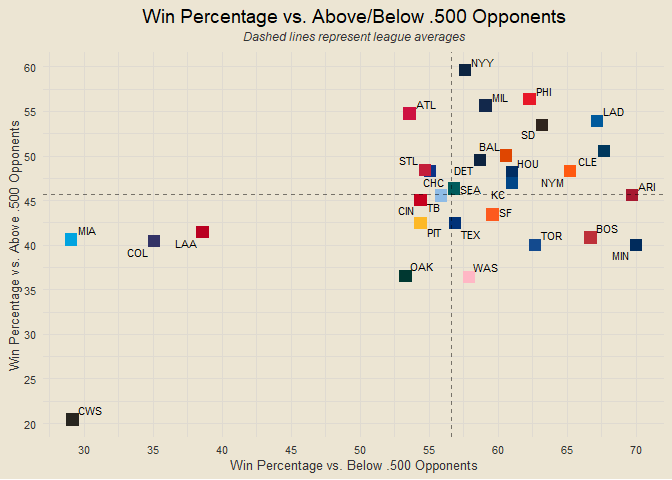 Win Percentage vs. Above/Below .500 Opponents
Dashed lines represent league averages
Win Percentage vs. Above .500 Opponents
60
55
50
45
40
35
30
25
20
NYY
PHI
MIL
ATL
LAD
SD
BAL
STL
DET
HOU
CLE
CHC
SEA
KC
NYM
ARI
CIN
TB
SF
PIT
TEX
TOR
BOS
MIN
MIA
COL
LAA
OAK
WAS
CWS
30
35
40
45
50
55
60
65
70
Win Percentage vs. Below .500 Opponents